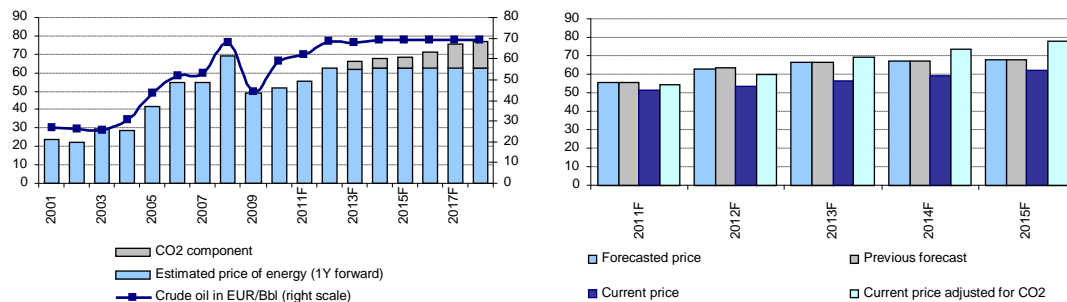 90
80
70
60
50
40
30
20
10
0
80
70
60
50
40
30
20
10
0
2001
2003
2005
2007
2009
2011F
2013F
2015F
2017F
CO2 component
Estimated price of energy (1Y forward)
Crude oil in EUR/Bbl (right scale)
90
80
70
60
50
40
30
20
10
0
2011F
2012F
2013F
2014F
2015F
Forecasted price
Previous forecast
Current price
Current price adjusted for CO2